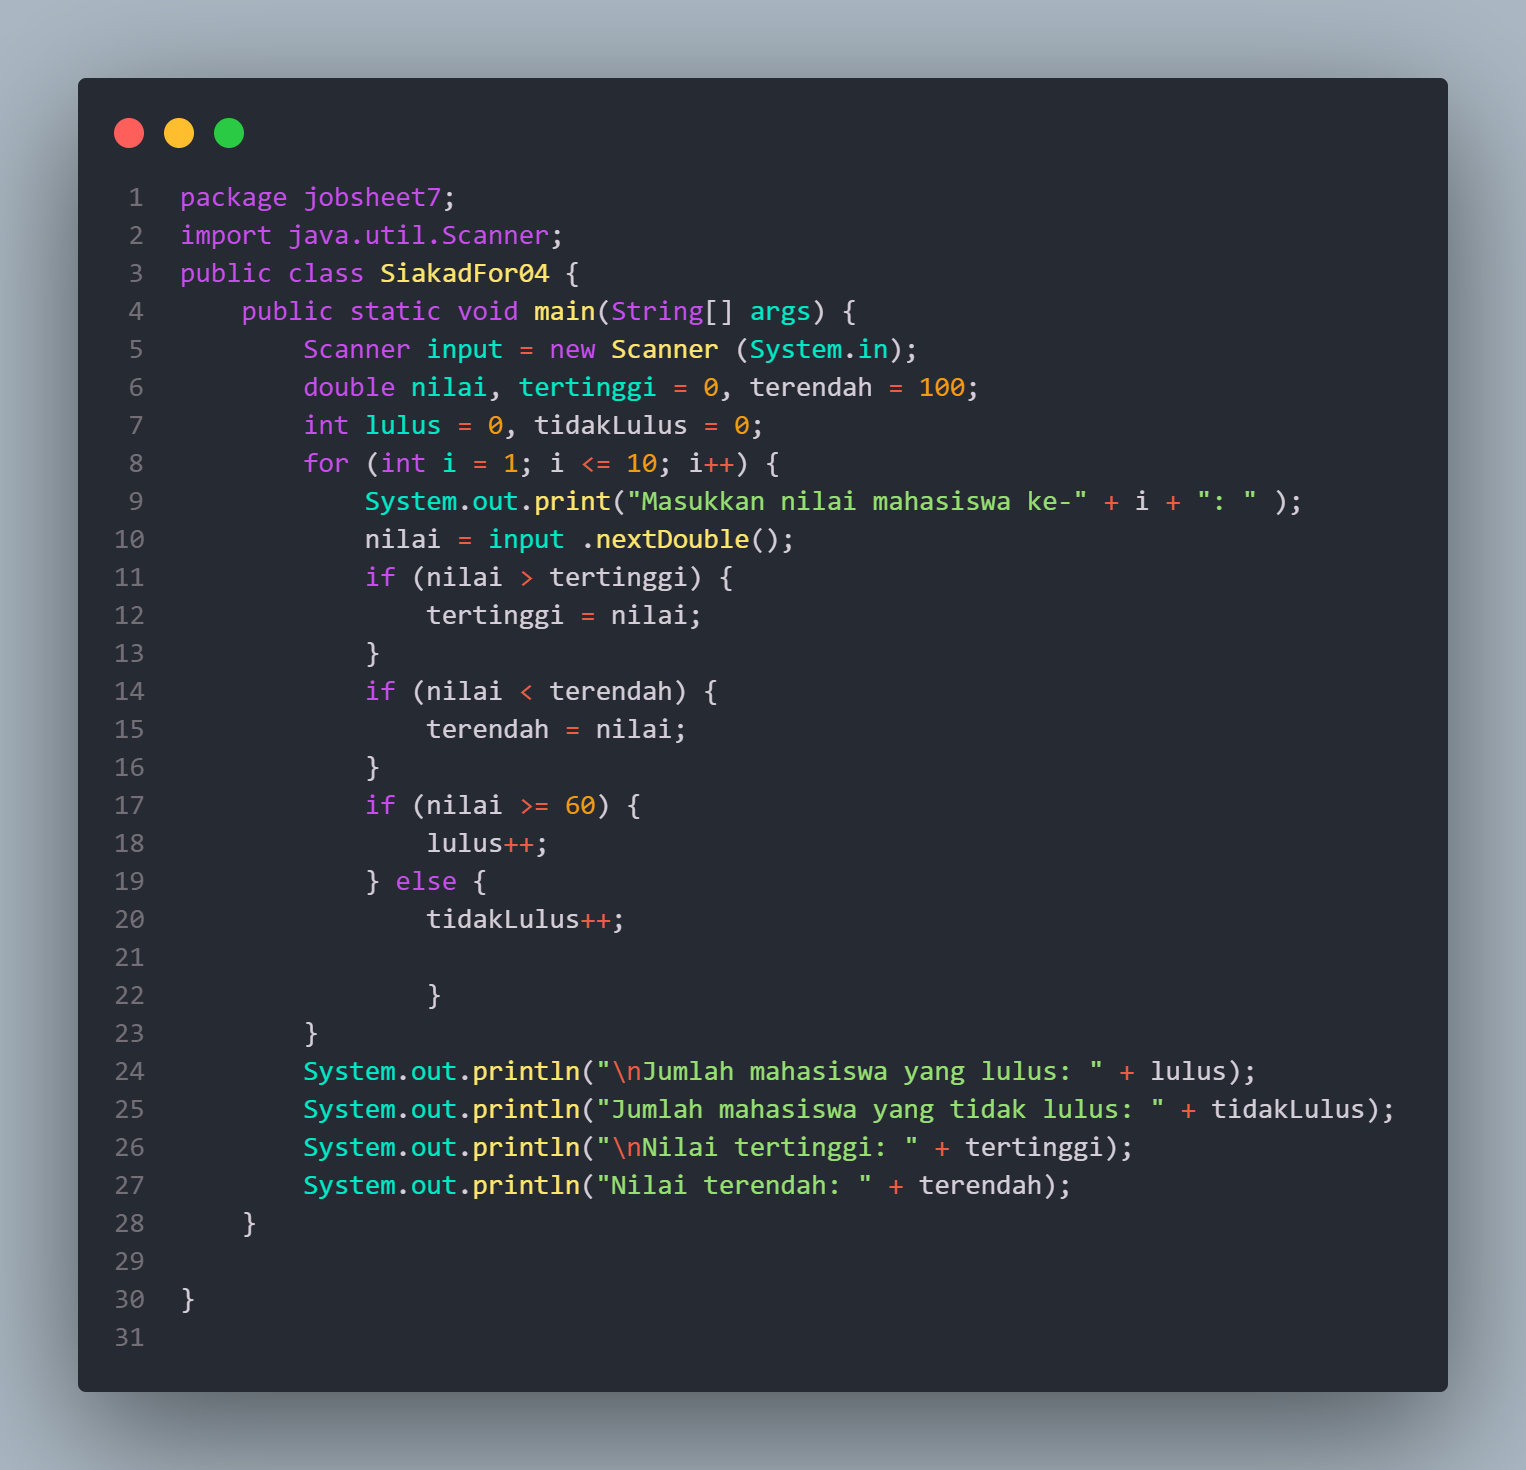 1 package jobsheet7;
2 import java.util.Scanner;
3 public class SiakadFor04 {
4     public static void main(String[] args) {
5         Scanner input = new Scanner (System.in);
6         double nilai, tertinggi = 0, terendah = 100;
7         int lulus = 0, tidakLulus = 0;
8         for (int i = 1; i <= 10; i++) {
9             System.out.print("Masukkan nilai mahasiswa ke-" + i + ": " );
10             nilai = input .nextDouble();
11             if (nilai > tertinggi) {
12                 tertinggi = nilai;
13             }
14             if (nilai < terendah) {
15                 terendah = nilai;
16             }
17             if (nilai >= 60) {
18                 lulus++;
19             } else {
20                 tidakLulus++;
21
22                 }
23         }
24         System.out.println("\nJumlah mahasiswa yang lulus: " + lulus);
25         System.out.println("Jumlah mahasiswa yang tidak lulus: " + tidakLulus);
26         System.out.println("\nNilai tertinggi: " + tertinggi);
27         System.out.println("Nilai terendah: " + terendah);
28     }
29
30 }
31